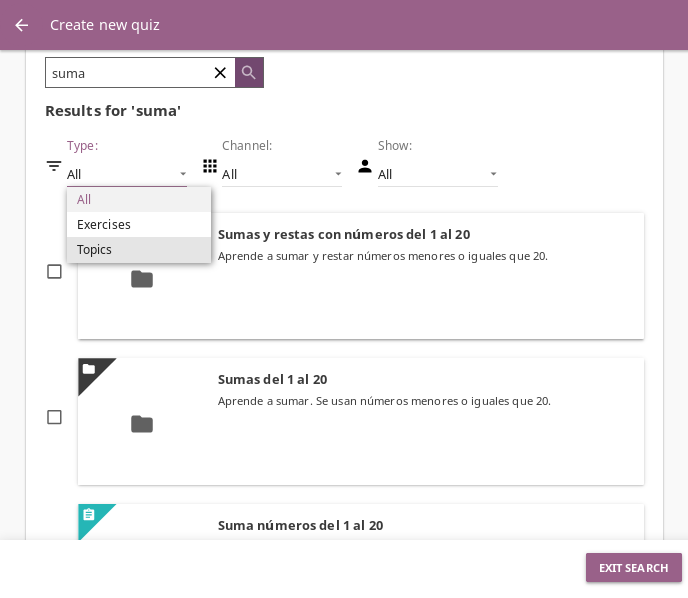 Create new quiz
suma
Results for 'suma'
Type:
Channel:
Show:
All
All
All
All
Exercises
Topics
Sumas y restas con números del 1 al 20
Aprende a sumar y restar números menores o iguales que 20.
Sumas del 1 al 20
Aprende a sumar. Se usan números menores o iguales que 20.
Suma números del 1 al 20
EXIT SEARCH